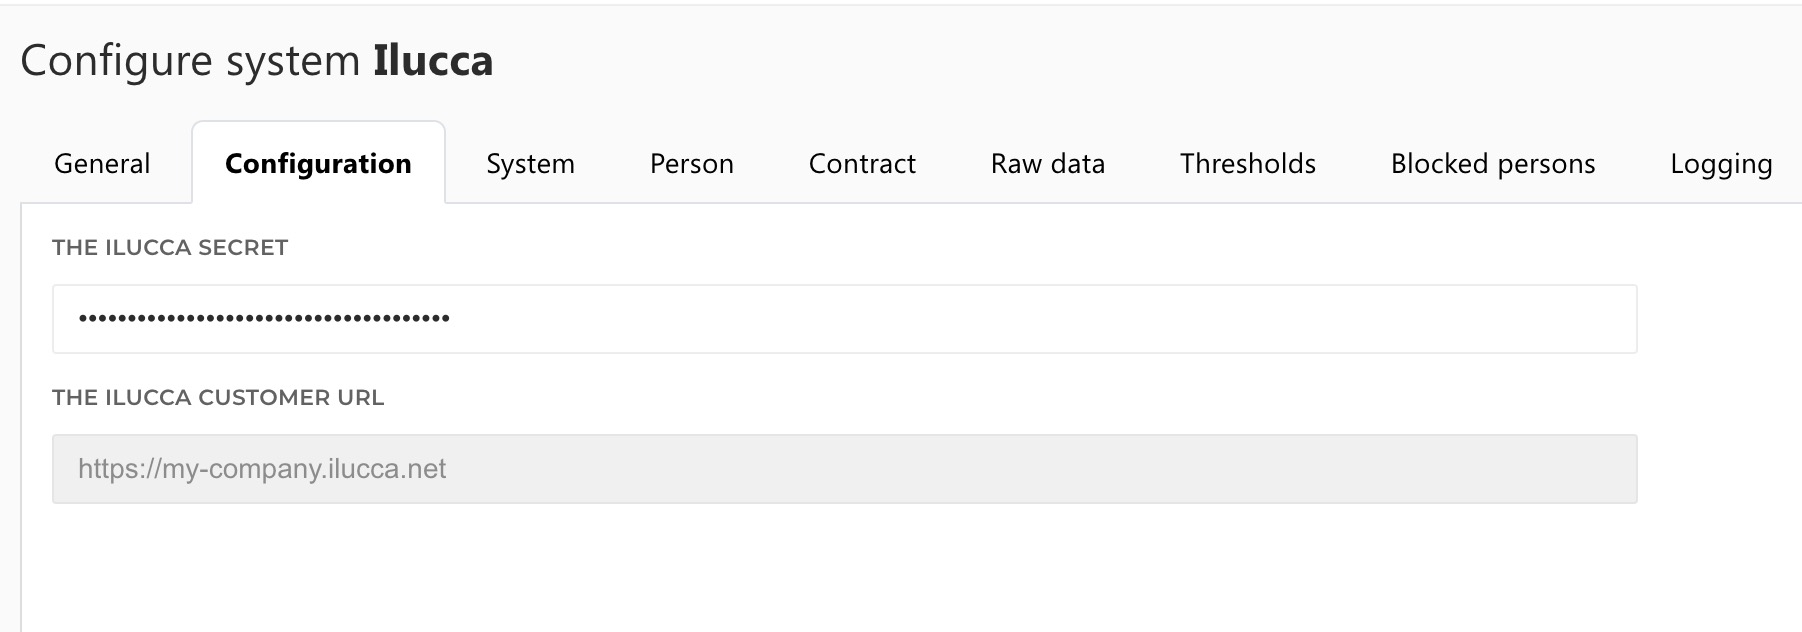 Configure system Ilucca
General Configuration System Person Contract Raw data Thresholds Blocked persons Logging
THE ILUCCA SECRET
••••••••••••••••••••••••••••••••••••••
THE ILUCCA CUSTOMER URL
https://my-company.ilucca.net